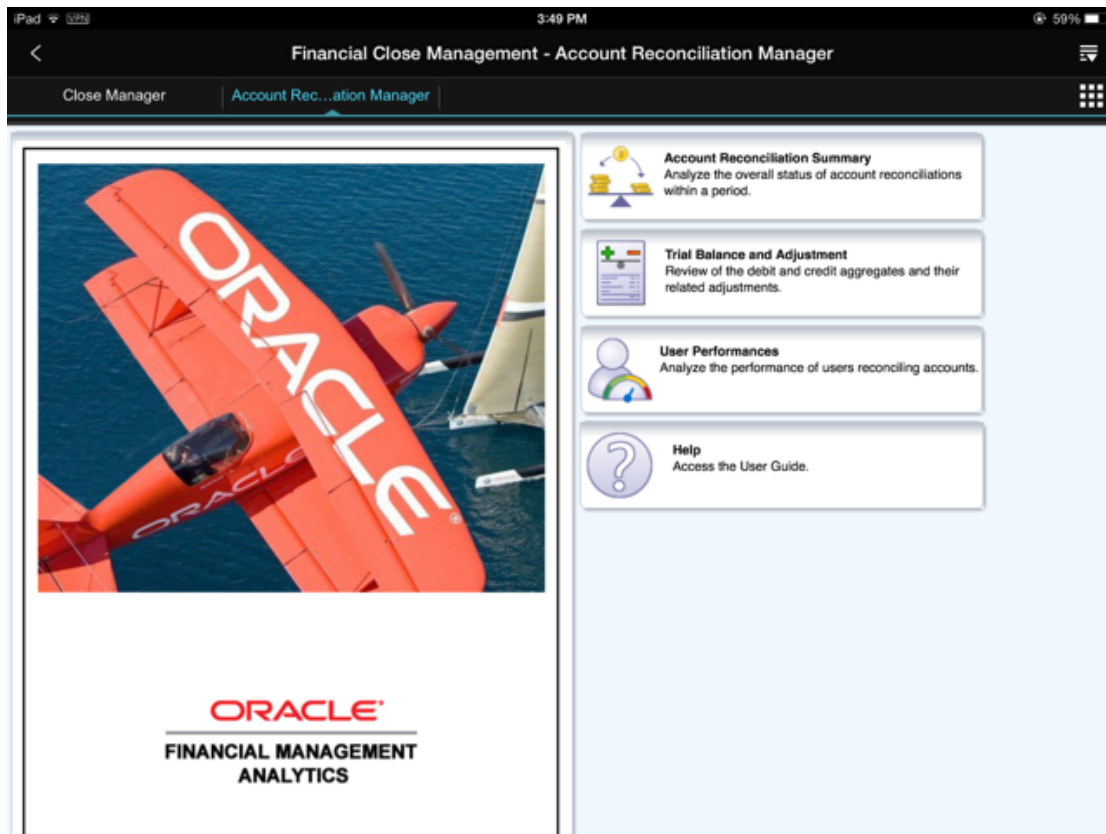 iPad VPN 3:49 PM 59%
Financial Close Management - Account Reconciliation Manager
Close Manager Account Rec...ation Manager
Account Reconciliation Summary
Analyze the overall status of account reconciliations
within a period.
Trial Balance and Adjustment
Review of the debit and credit aggregates and their
related adjustments.
User Performances
Analyze the performance of users reconciling accounts.
Help
Access the User Guide.
ORACLE®
ORACLE
ORACLE
ORACLE®
FINANCIAL MANAGEMENT
ANALYTICS